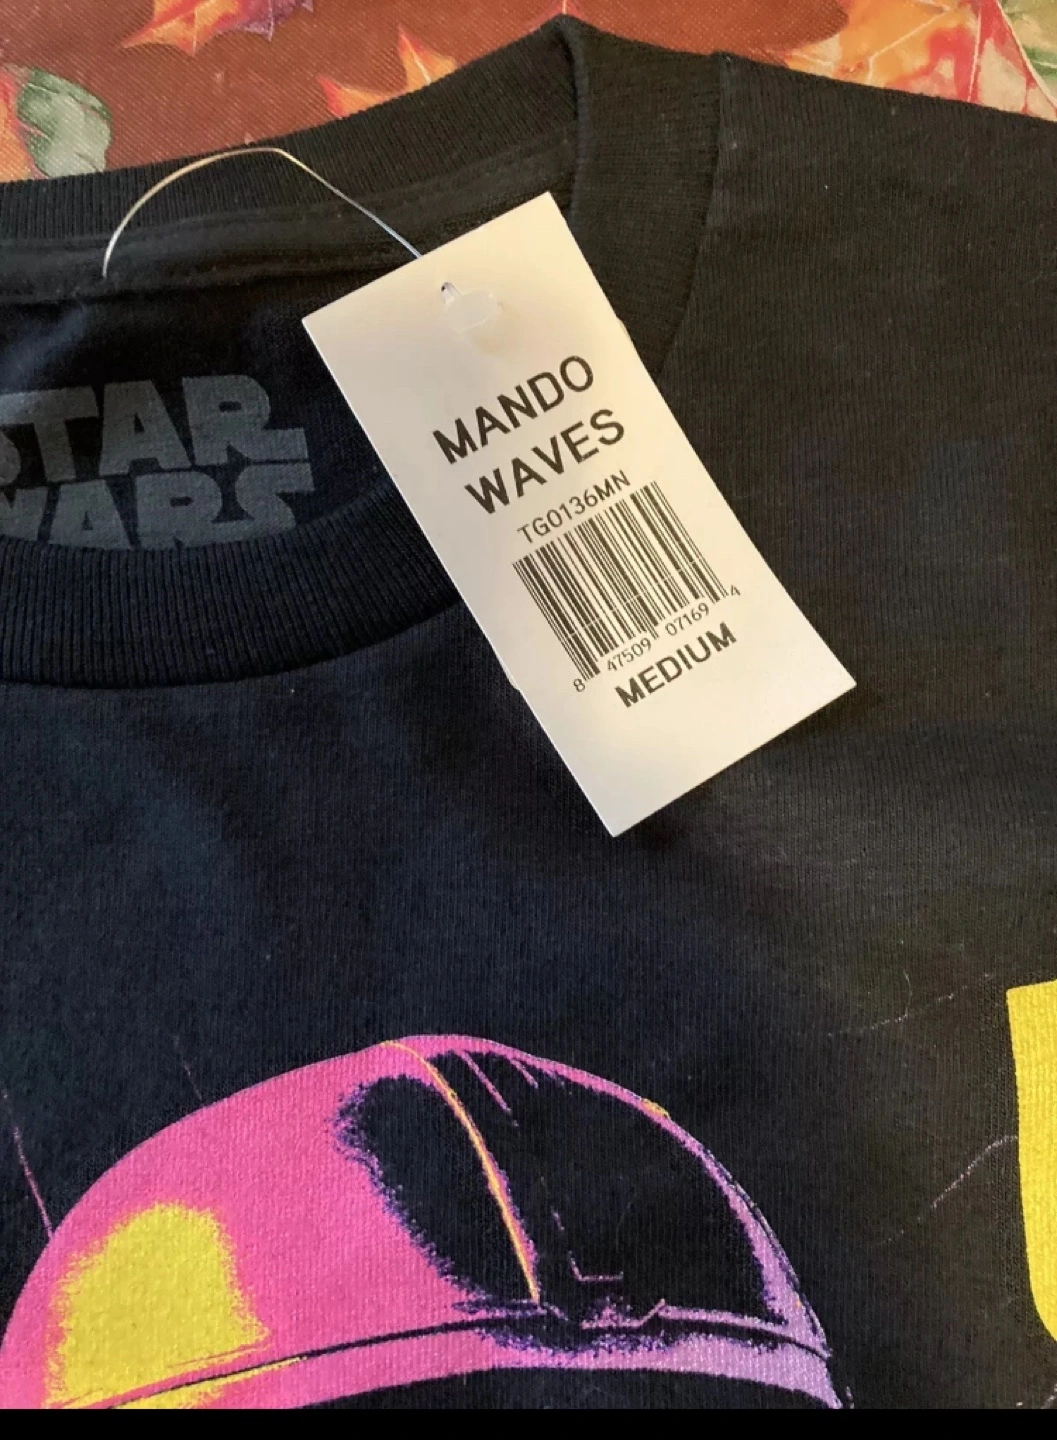 STAR
WARS
MANDO
WAVES
TG0136MN
8 47509 07169 4
MEDIUM